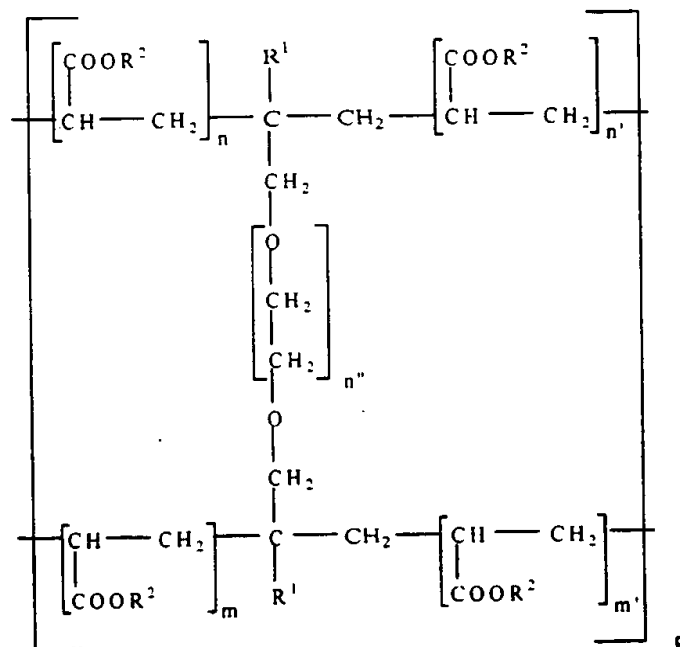 COOR² R¹ COOR²
CH CH₂ n C CH₂ CH CH₂ n'
CH₂
O
CH₂
CH₂ n"
O
CH₂
CH CH₂ C CH₂ CH CH₂
COOR² m R¹ COOR² m'